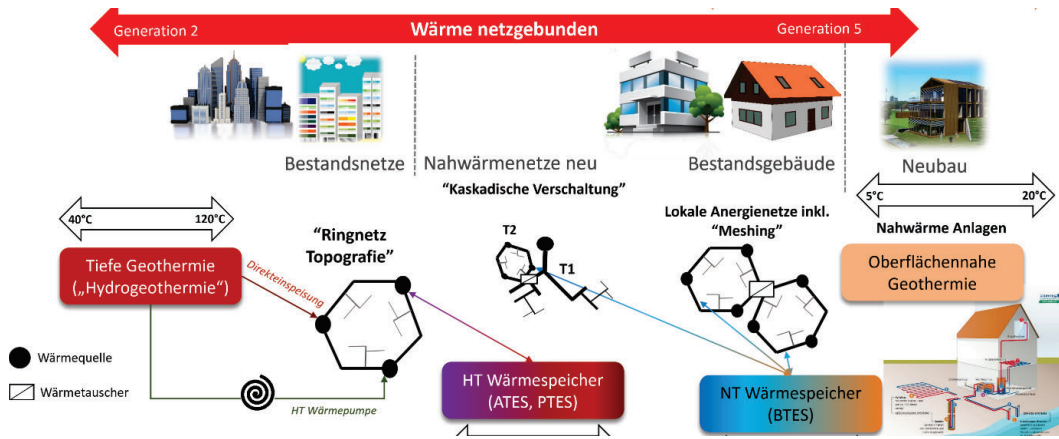 Generation 2
Wärme netzgebunden
Generation 5
Bestandsnetze
Nahwärmenetze neu
Bestandsgebäude
Neubau
“Kaskadische Verschaltung”
5°C
20°C
40°C
120°C
“Ringnetz
Topografie”
T2
T1
Lokale Anergienetze inkl.
“Meshing”
Nahwärme Anlagen
Tiefe Geothermie
(„Hydrogeothermie“)
Direkteinspeisung
Oberflächennahe
Geothermie
Wärmequelle
Wärmetauscher
HT Wärmepumpe
HT Wärmespeicher
(ATES, PTES)
NT Wärmespeicher
(BTES)